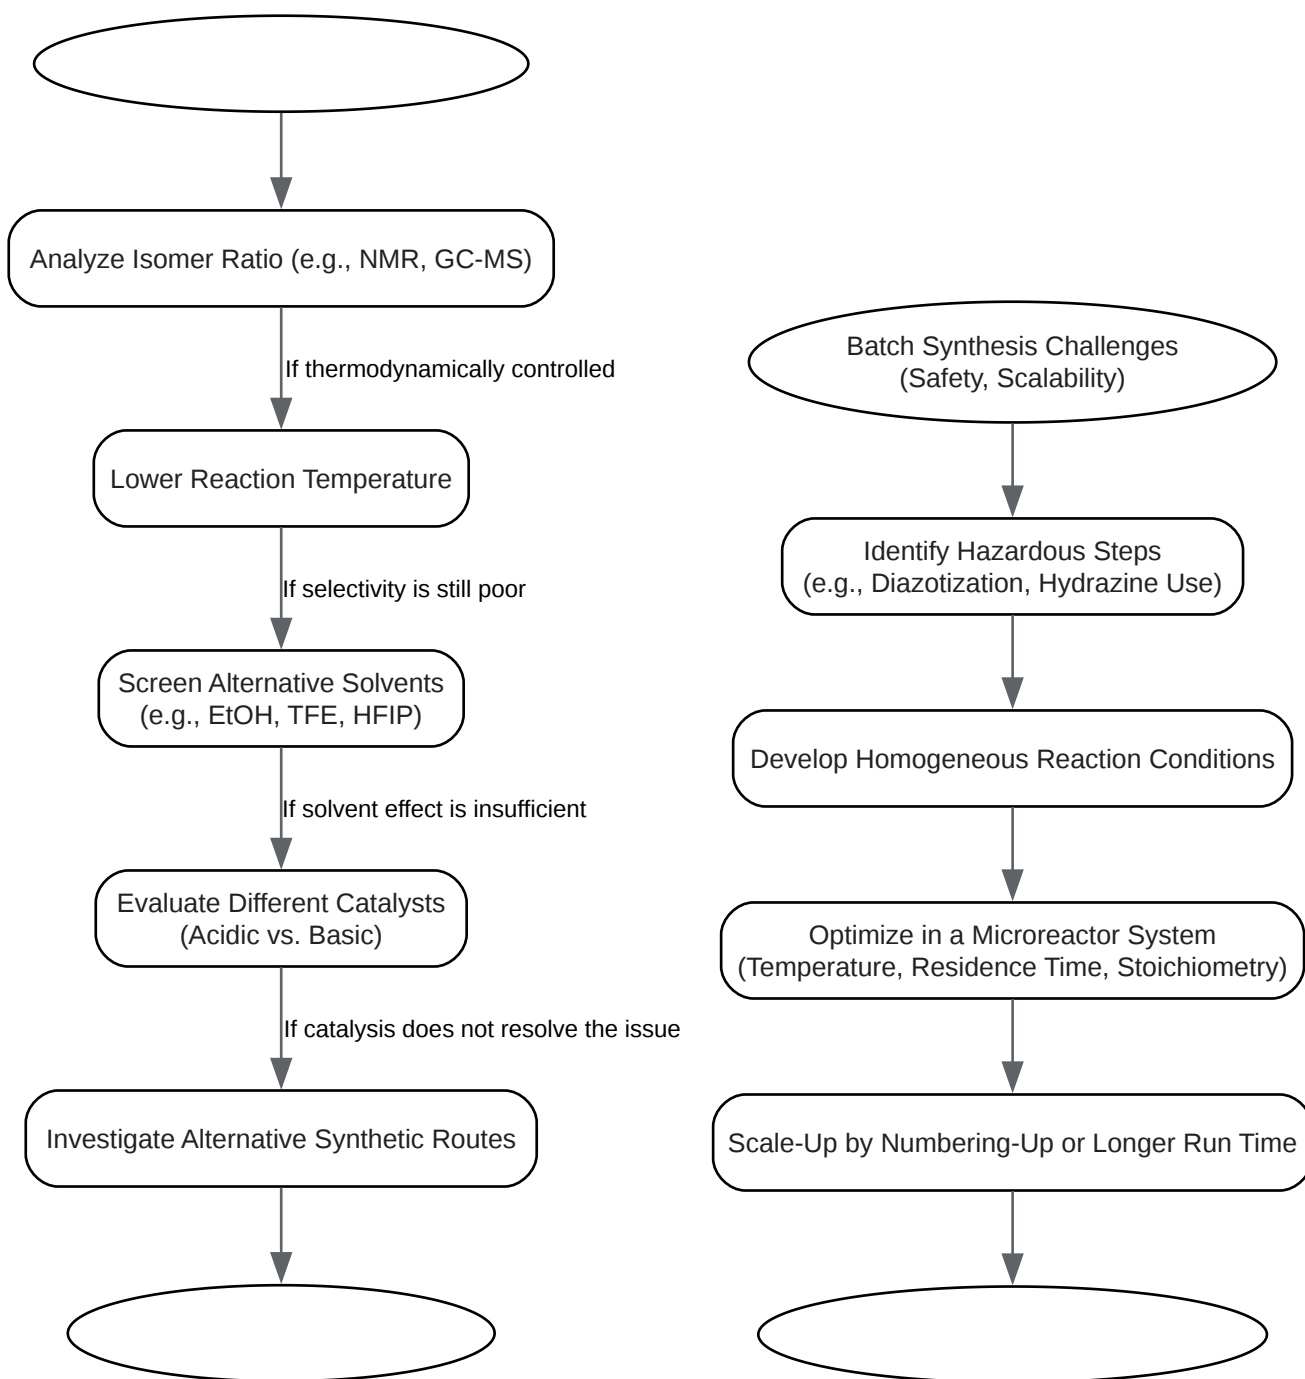 Analyze Isomer Ratio (e.g., NMR, GC-MS)
If thermodynamically controlled
Lower Reaction Temperature
If selectivity is still poor
Screen Alternative Solvents
(e.g., EtOH, TFE, HFIP)
If solvent effect is insufficient
Evaluate Different Catalysts
(Acidic vs. Basic)
If catalysis does not resolve the issue
Investigate Alternative Synthetic Routes
Batch Synthesis Challenges
(Safety, Scalability)
Identify Hazardous Steps
(e.g., Diazotization, Hydrazine Use)
Develop Homogeneous Reaction Conditions
Optimize in a Microreactor System
(Temperature, Residence Time, Stoichiometry)
Scale-Up by Numbering-Up or Longer Run Time